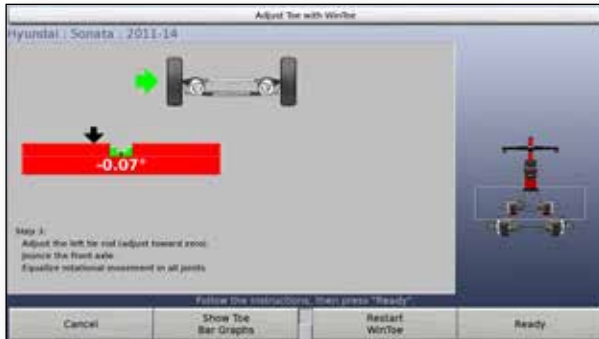 Adjust Toe with WinToe
Hyundai : Sonata : 2011-14
-0.07°
Step 3:
Adjust the left tie rod (adjust toward zero)
Jounce the front axle
Equalize rotational movement in all joints
Follow the instructions, then press "Ready".
Cancel
Show Toe
Bar Graphs
Restart
WinToe
Ready